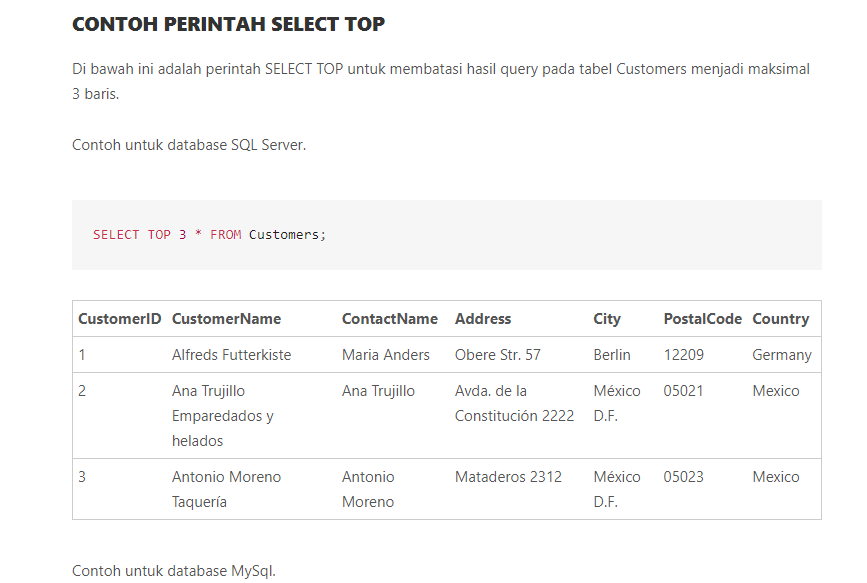 CONTOH PERINTAH SELECT TOP
Di bawah ini adalah perintah SELECT TOP untuk membatasi hasil query pada tabel Customers menjadi maksimal
3 baris.
Contoh untuk database SQL Server.
SELECT TOP 3 * FROM Customers;
CustomerID CustomerName ContactName Address City PostalCode Country
1 Alfreds Futterkiste Maria Anders Obere Str. 57 Berlin 12209 Germany
2 Ana Trujillo Ana Trujillo Avda. de la México 05021 Mexico
Emparedados y Constitución 2222 D.F.
helados
3 Antonio Moreno Antonio Mataderos 2312 México 05023 Mexico
Taquería Moreno D.F.
Contoh untuk database MySql.